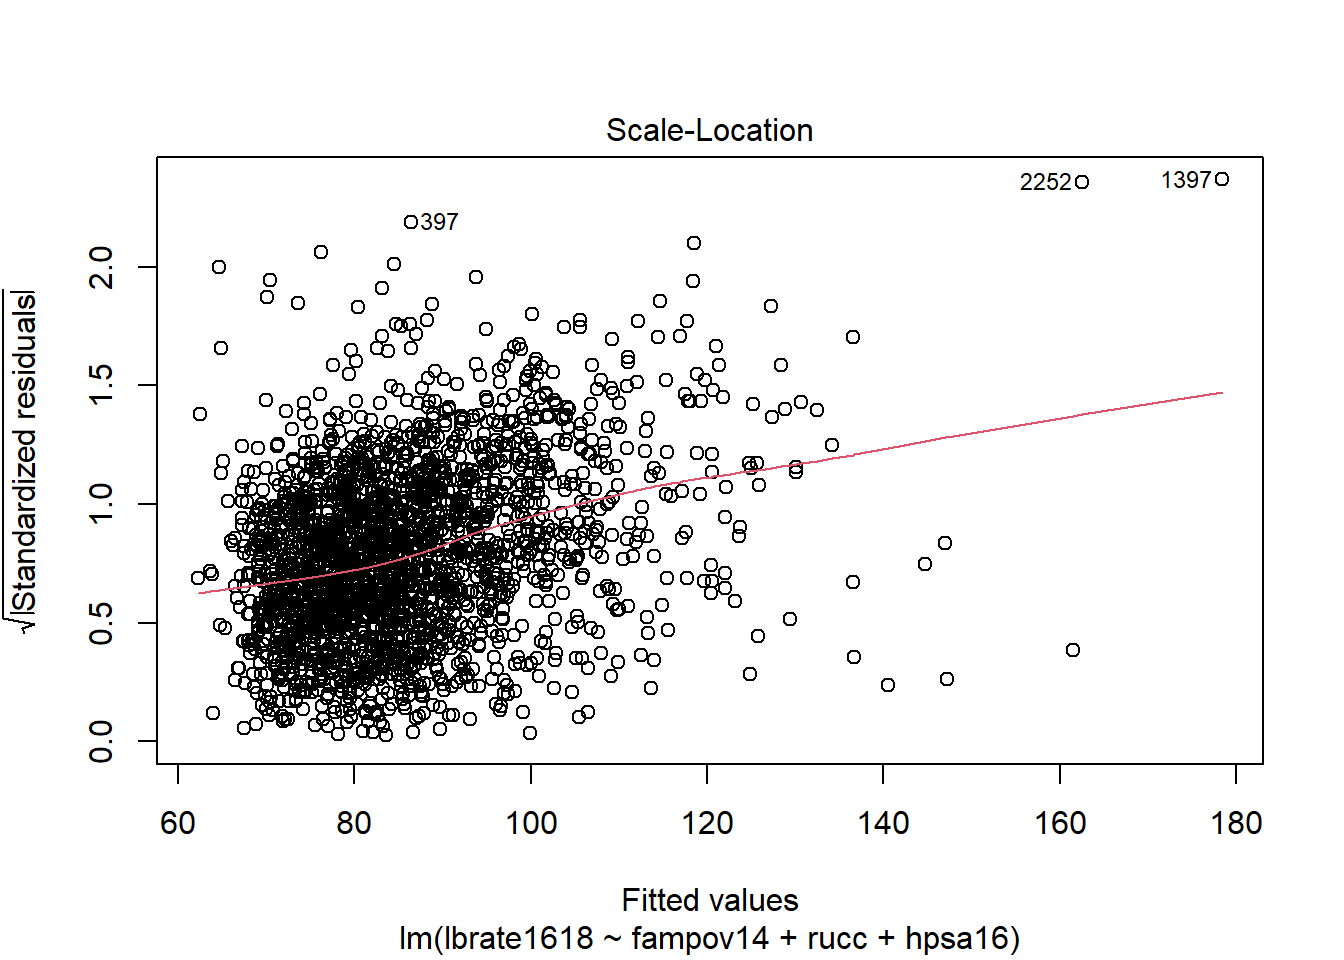 Scale-Location
2252
1397
397
√|Standardized residuals|
0.0 0.5 1.0 1.5 2.0
60 80 100 120 140 160 180
Fitted values
lm(lbrate1618 ~ fampov14 + rucc + hpsa16)